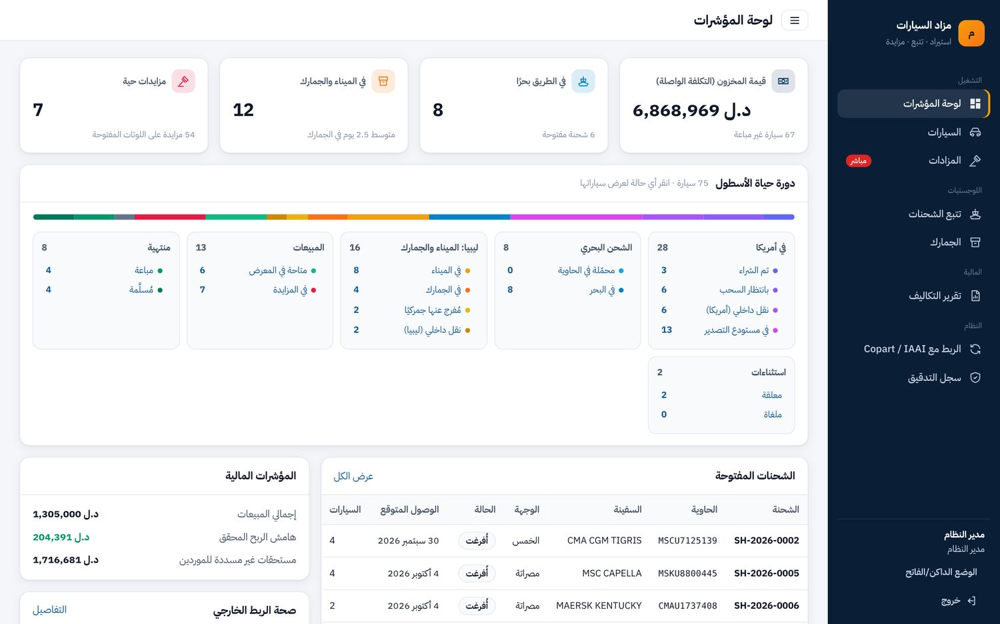 مزاد السيارات
استيراد · تتبع · مزايدة
م
التشغيل
لوحة المؤشرات
السيارات
المزادات
مباشر
اللوجستيات
تتبع الشحنات
الجمارك
المالية
تقرير التكاليف
النظام
الربط مع Copart / IAAI
سجل التدقيق
مدير النظام
مدير النظام
الوضع الداكن/الفاتح
خروج
لوحة المؤشرات
قيمة المخزون (التكلفة الواصلة)
6,868,969 د.ل
67 سيارة غير مباعة
في الطريق بحرًا
8
6 شحنة مفتوحة
في الميناء والجمارك
12
متوسط 2.5 يوم في الجمارك
مزايدات حية
7
54 مزايدة على اللوتات المفتوحة
دورة حياة الأسطول 75 سيارة · انقر أي حالة لعرض سياراتها
في أمريكا 28
تم الشراء 3
بانتظار السحب 6
نقل داخلي (أمريكا) 6
في مستودع التصدير 13
الشحن البحري 8
محمّلة في الحاوية 0
في البحر 8
ليبيا: الميناء والجمارك 16
في الميناء 8
في الجمارك 4
مُفرج عنها جمركيًا 2
نقل داخلي (ليبيا) 2
المبيعات 13
متاحة في المعرض 6
في المزايدة 7
منتهية 8
مباعة 4
مُسلَّمة 4
استثناءات 2
معلقة 2
ملغاة 0
الشحنات المفتوحة عرض الكل
الشحنة الحاوية السفينة الوجهة الحالة الوصول المتوقع السيارات
SH-2026-0002 MSCU7125139 CMA CGM TIGRIS الخمس أُفرغت 30 سبتمبر 2026 4
SH-2026-0005 MSKU8800445 MSC CAPELLA مصراتة أُفرغت 4 أكتوبر 2026 4
SH-2026-0006 CMAU1737408 MAERSK KENTUCKY مصراتة أُفرغت 4 أكتوبر 2026 2
المؤشرات المالية
إجمالي المبيعات 1,305,000 د.ل
هامش الربح المحقق 204,391 د.ل
مستحقات غير مسددة للموردين 1,716,681 د.ل
صحة الربط الخارجي التفاصيل